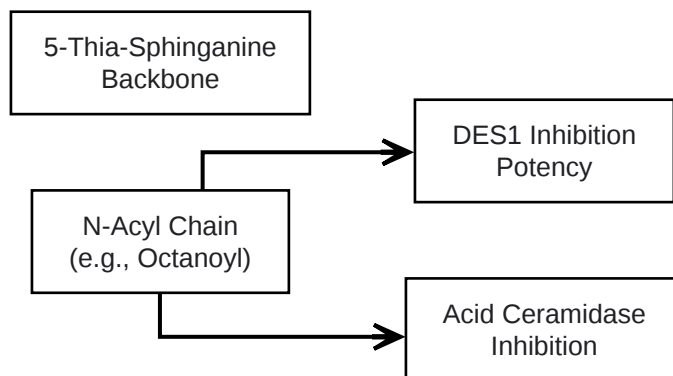 5-Thia-Sphinganine
Backbone
DES1 Inhibition
Potency
N-Acyl Chain
(e.g., Octanoyl)
Acid Ceramidase
Inhibition